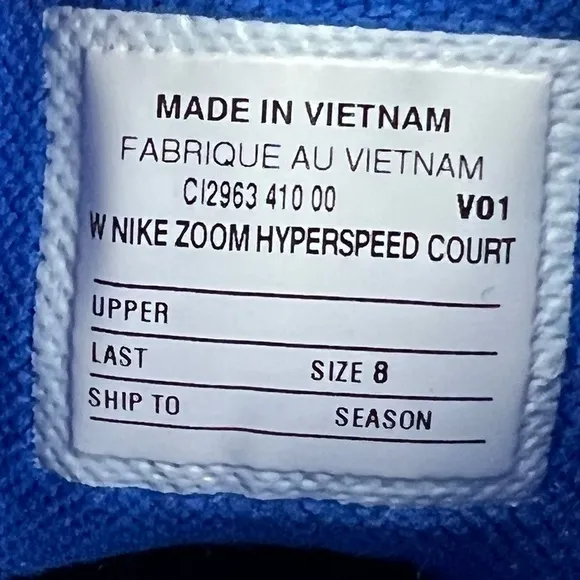 MADE IN VIETNAM
FABRIQUE AU VIETNAM
CI2963 410 00 V01
W NIKE ZOOM HYPERSPEED COURT
UPPER
LAST SIZE 8
SHIP TO SEASON